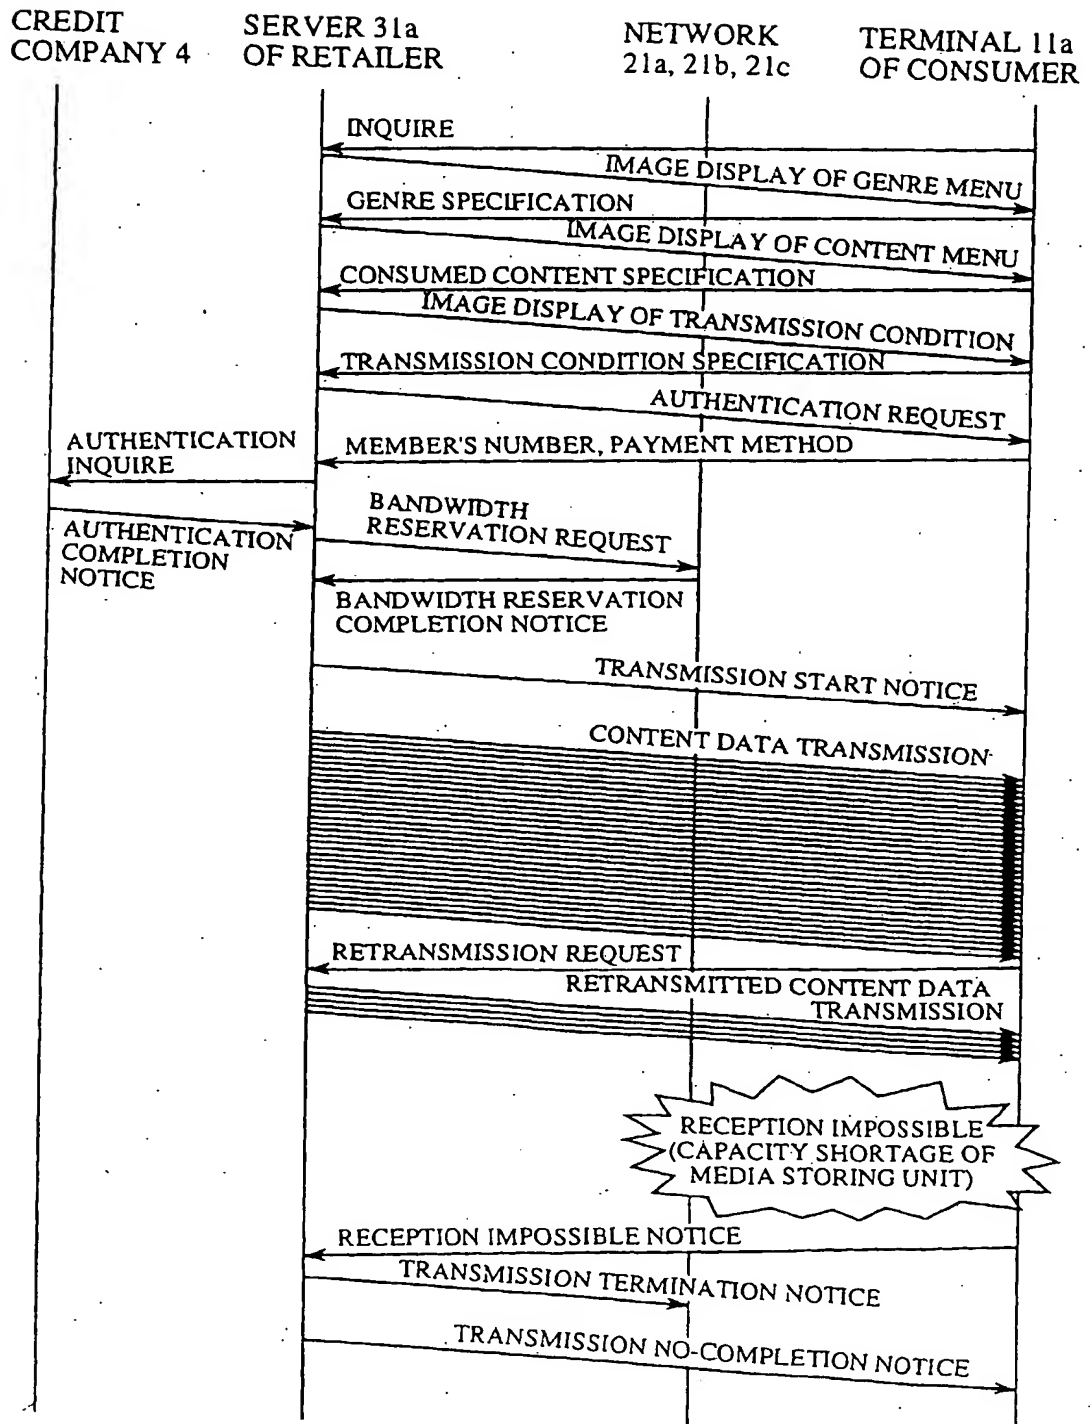 CREDIT
COMPANY 4
SERVER 31a
OF RETAILER
NETWORK
21a, 21b, 21c
TERMINAL 11a
OF CONSUMER
INQUIRE
IMAGE DISPLAY OF GENRE MENU
GENRE SPECIFICATION
IMAGE DISPLAY OF CONTENT MENU
CONSUMED CONTENT SPECIFICATION
IMAGE DISPLAY OF TRANSMISSION CONDITION
TRANSMISSION CONDITION SPECIFICATION
AUTHENTICATION REQUEST
MEMBER'S NUMBER, PAYMENT METHOD
AUTHENTICATION
INQUIRE
AUTHENTICATION
COMPLETION
NOTICE
BANDWIDTH
RESERVATION REQUEST
BANDWIDTH RESERVATION
COMPLETION NOTICE
TRANSMISSION START NOTICE
CONTENT DATA TRANSMISSION
RETRANSMISSION REQUEST
RETRANSMITTED CONTENT DATA
TRANSMISSION
RECEPTION IMPOSSIBLE
(CAPACITY SHORTAGE OF
MEDIA STORING UNIT)
RECEPTION IMPOSSIBLE NOTICE
TRANSMISSION TERMINATION NOTICE
TRANSMISSION NO-COMPLETION NOTICE